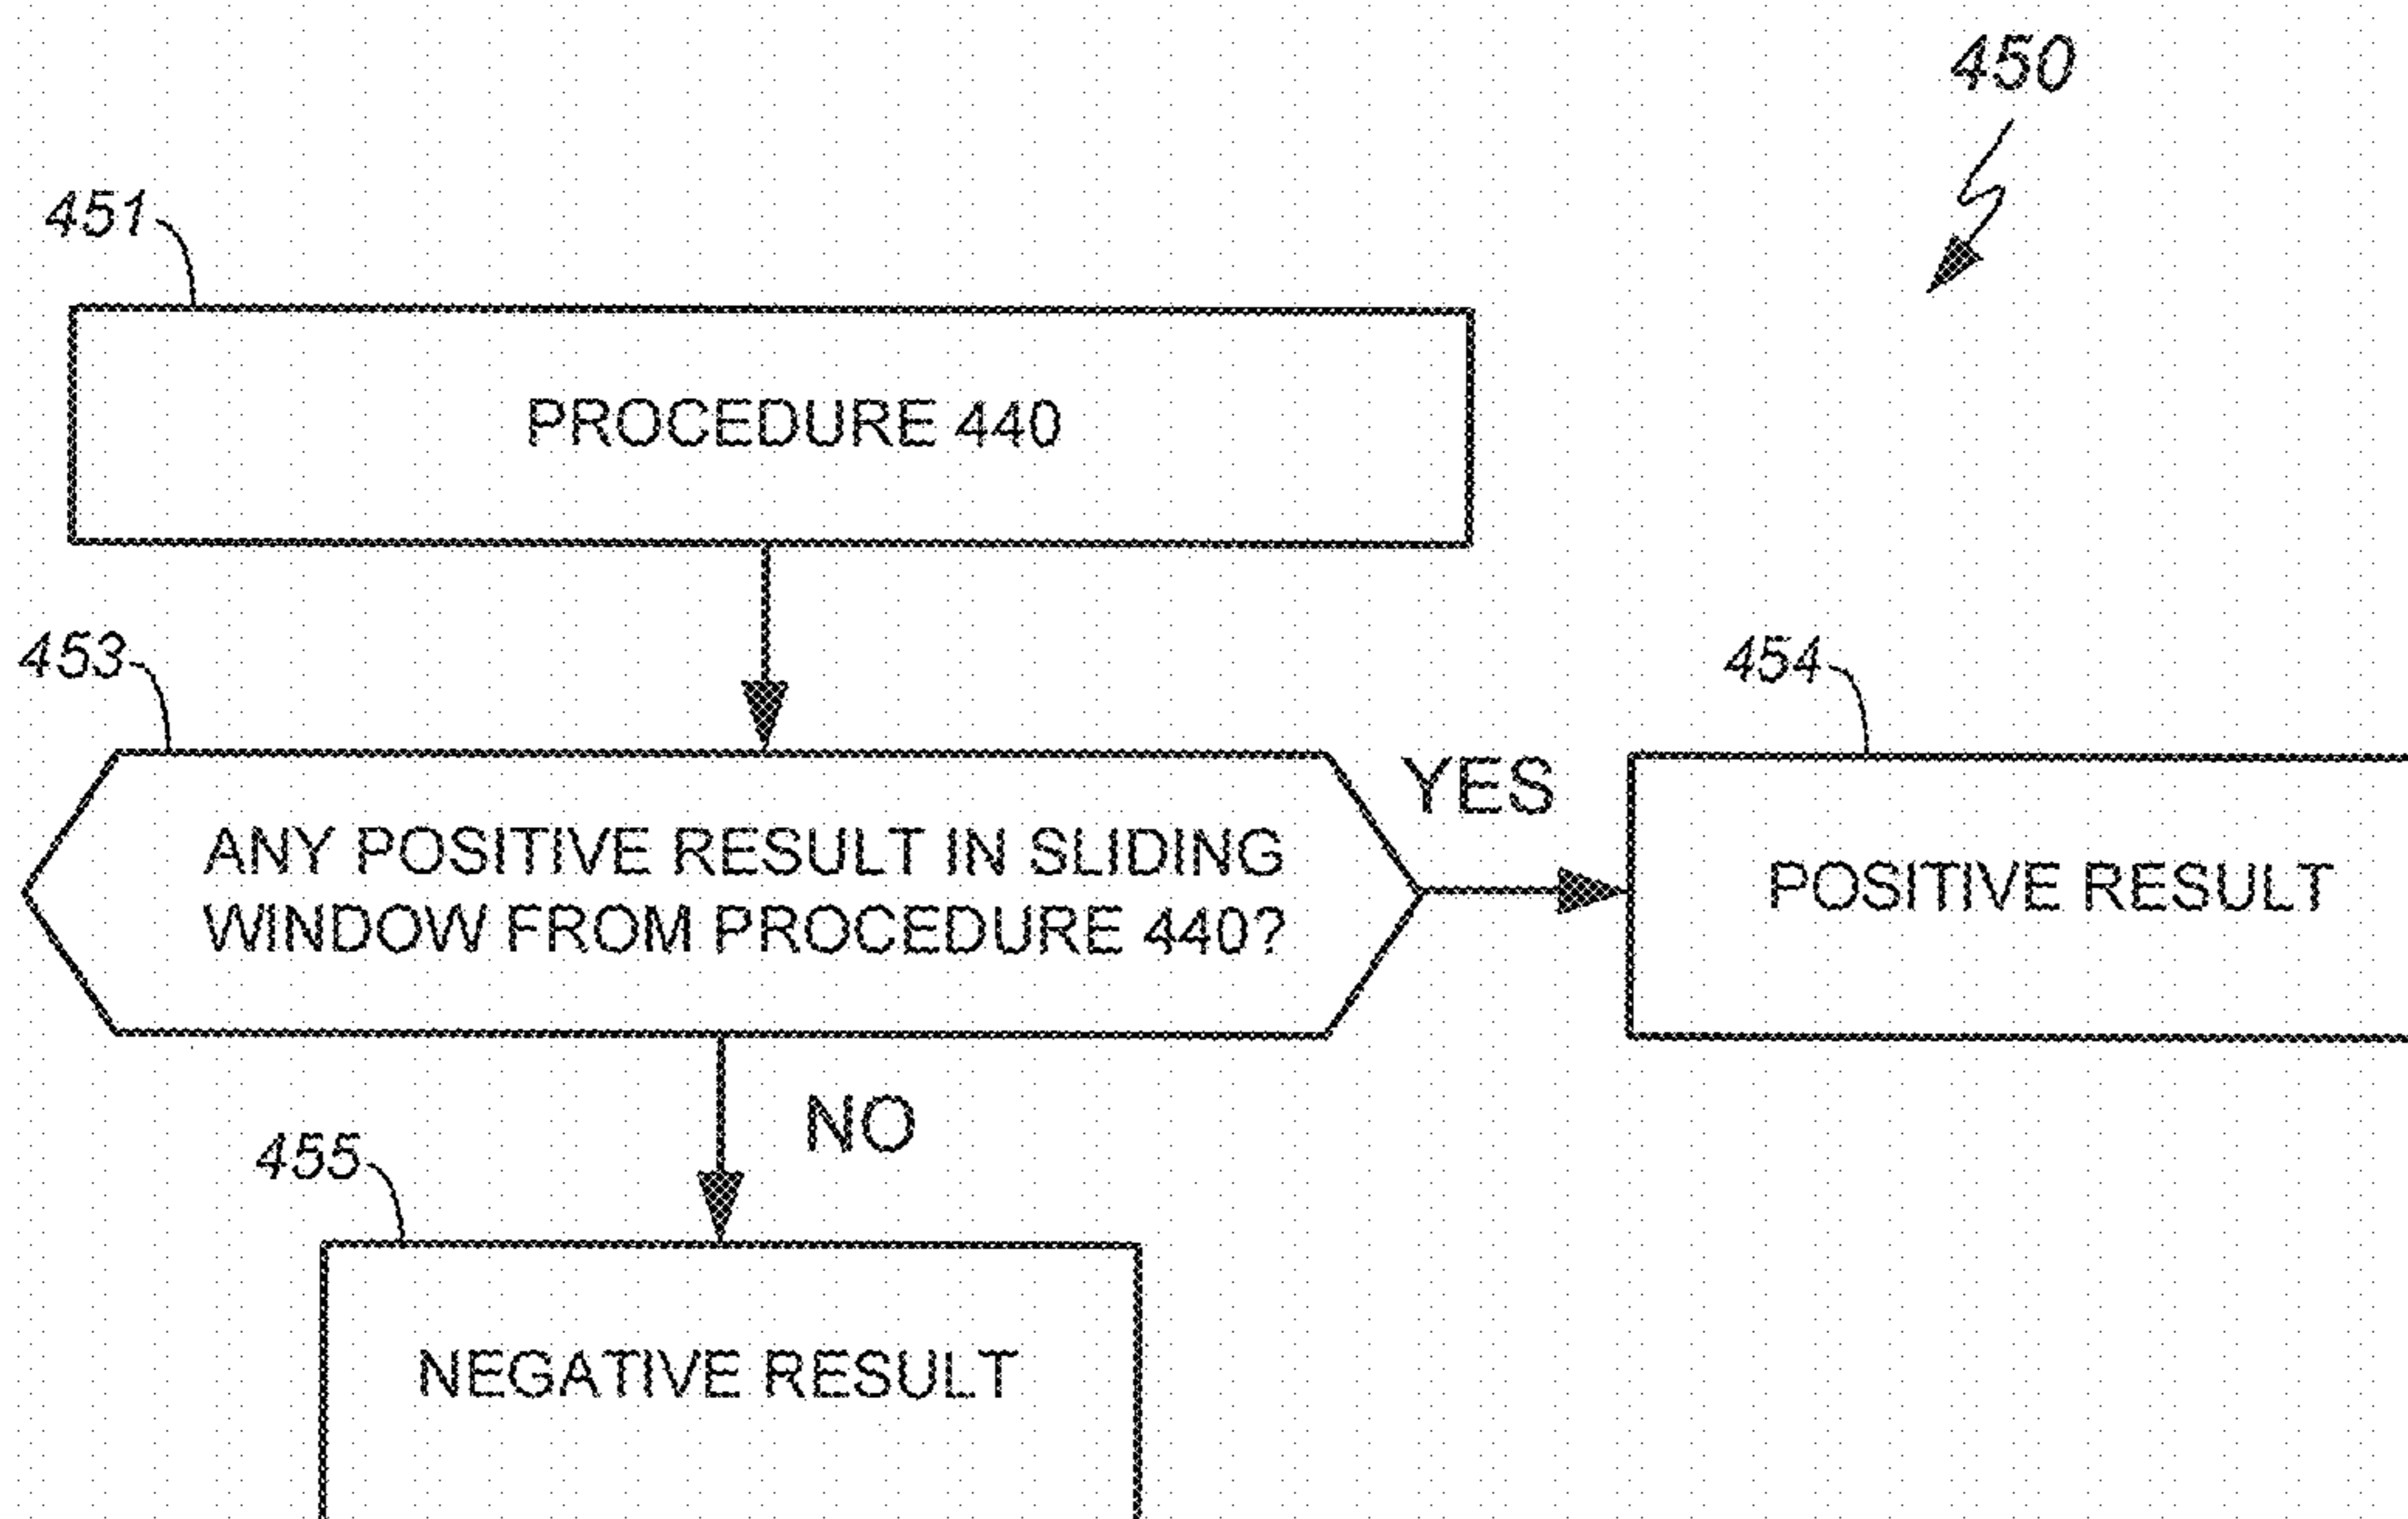 450
451
PROCEDURE 440
453
454
YES
ANY POSITIVE RESULT IN SLIDING
WINDOW FROM PROCEDURE 440?
POSITIVE RESULT
NO
455
NEGATIVE RESULT